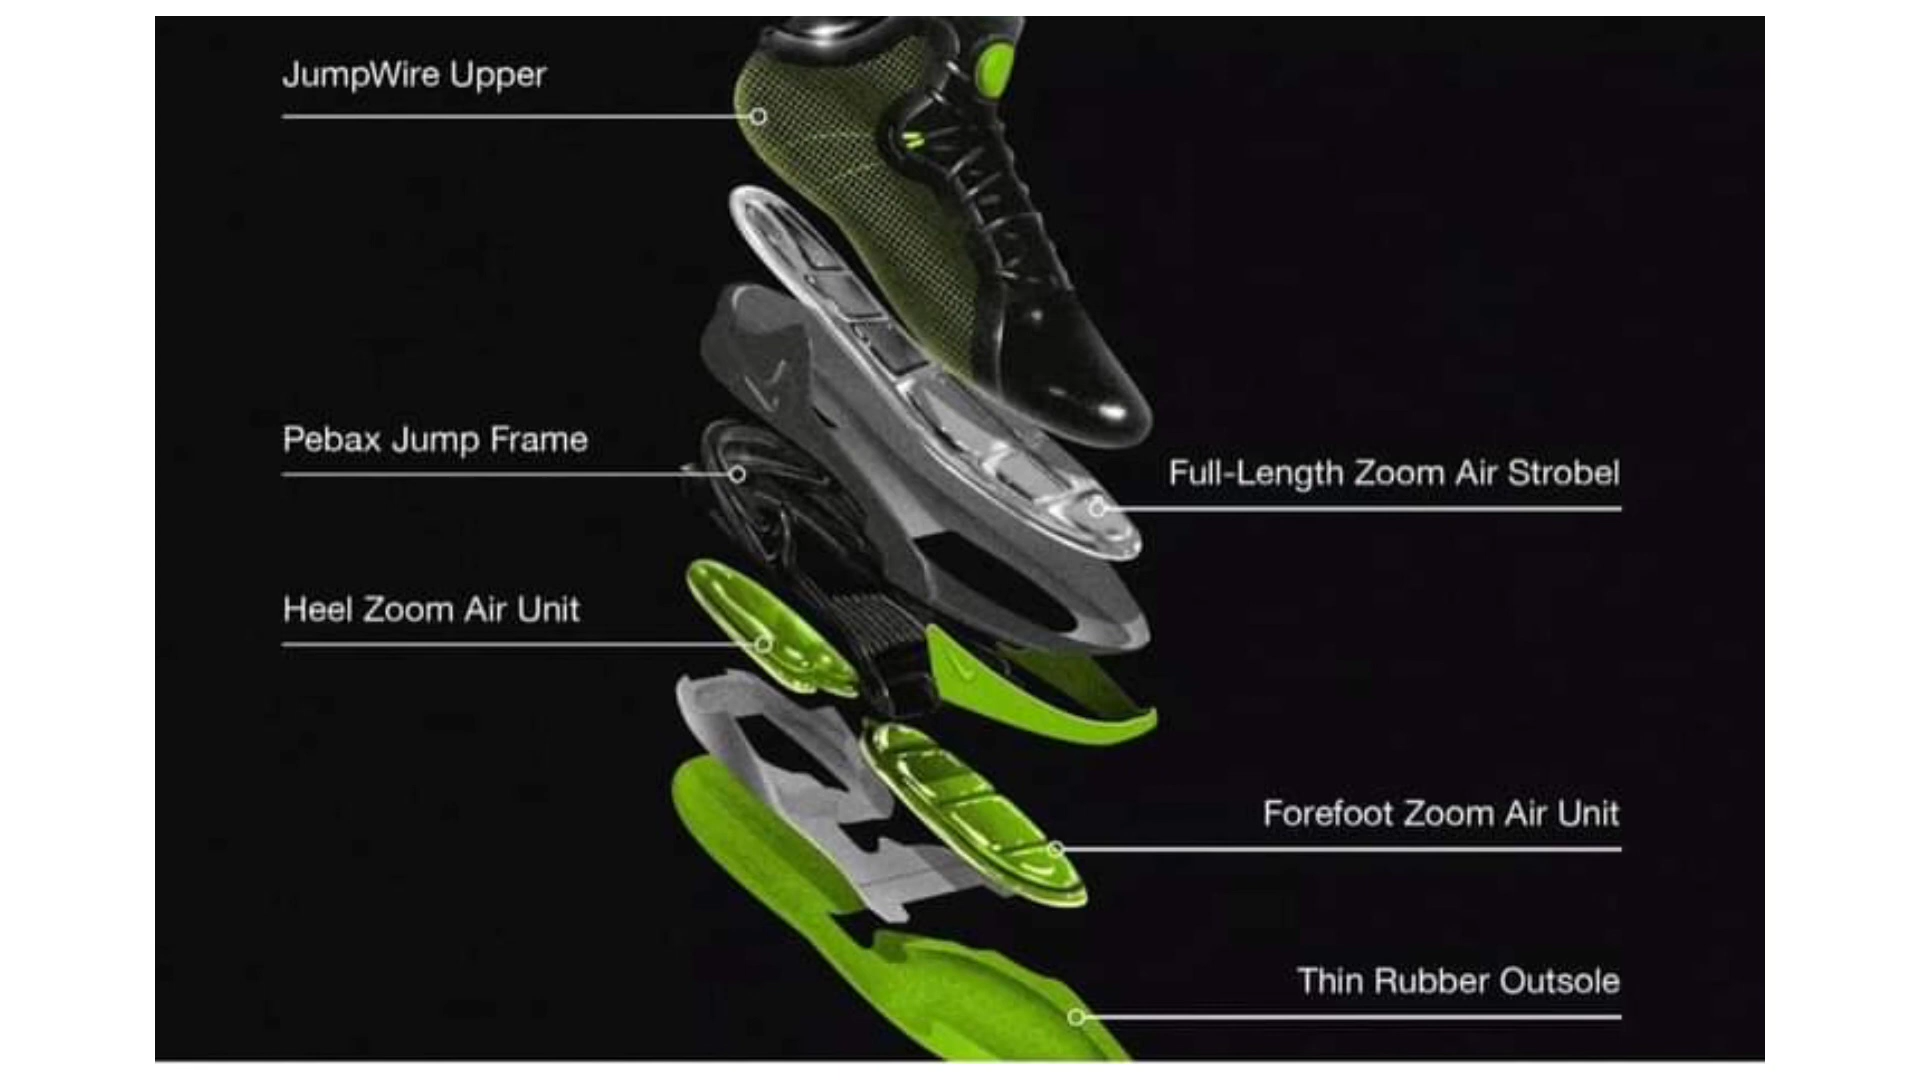 JumpWire Upper
Pebax Jump Frame
Full-Length Zoom Air Strobel
Heel Zoom Air Unit
Forefoot Zoom Air Unit
Thin Rubber Outsole